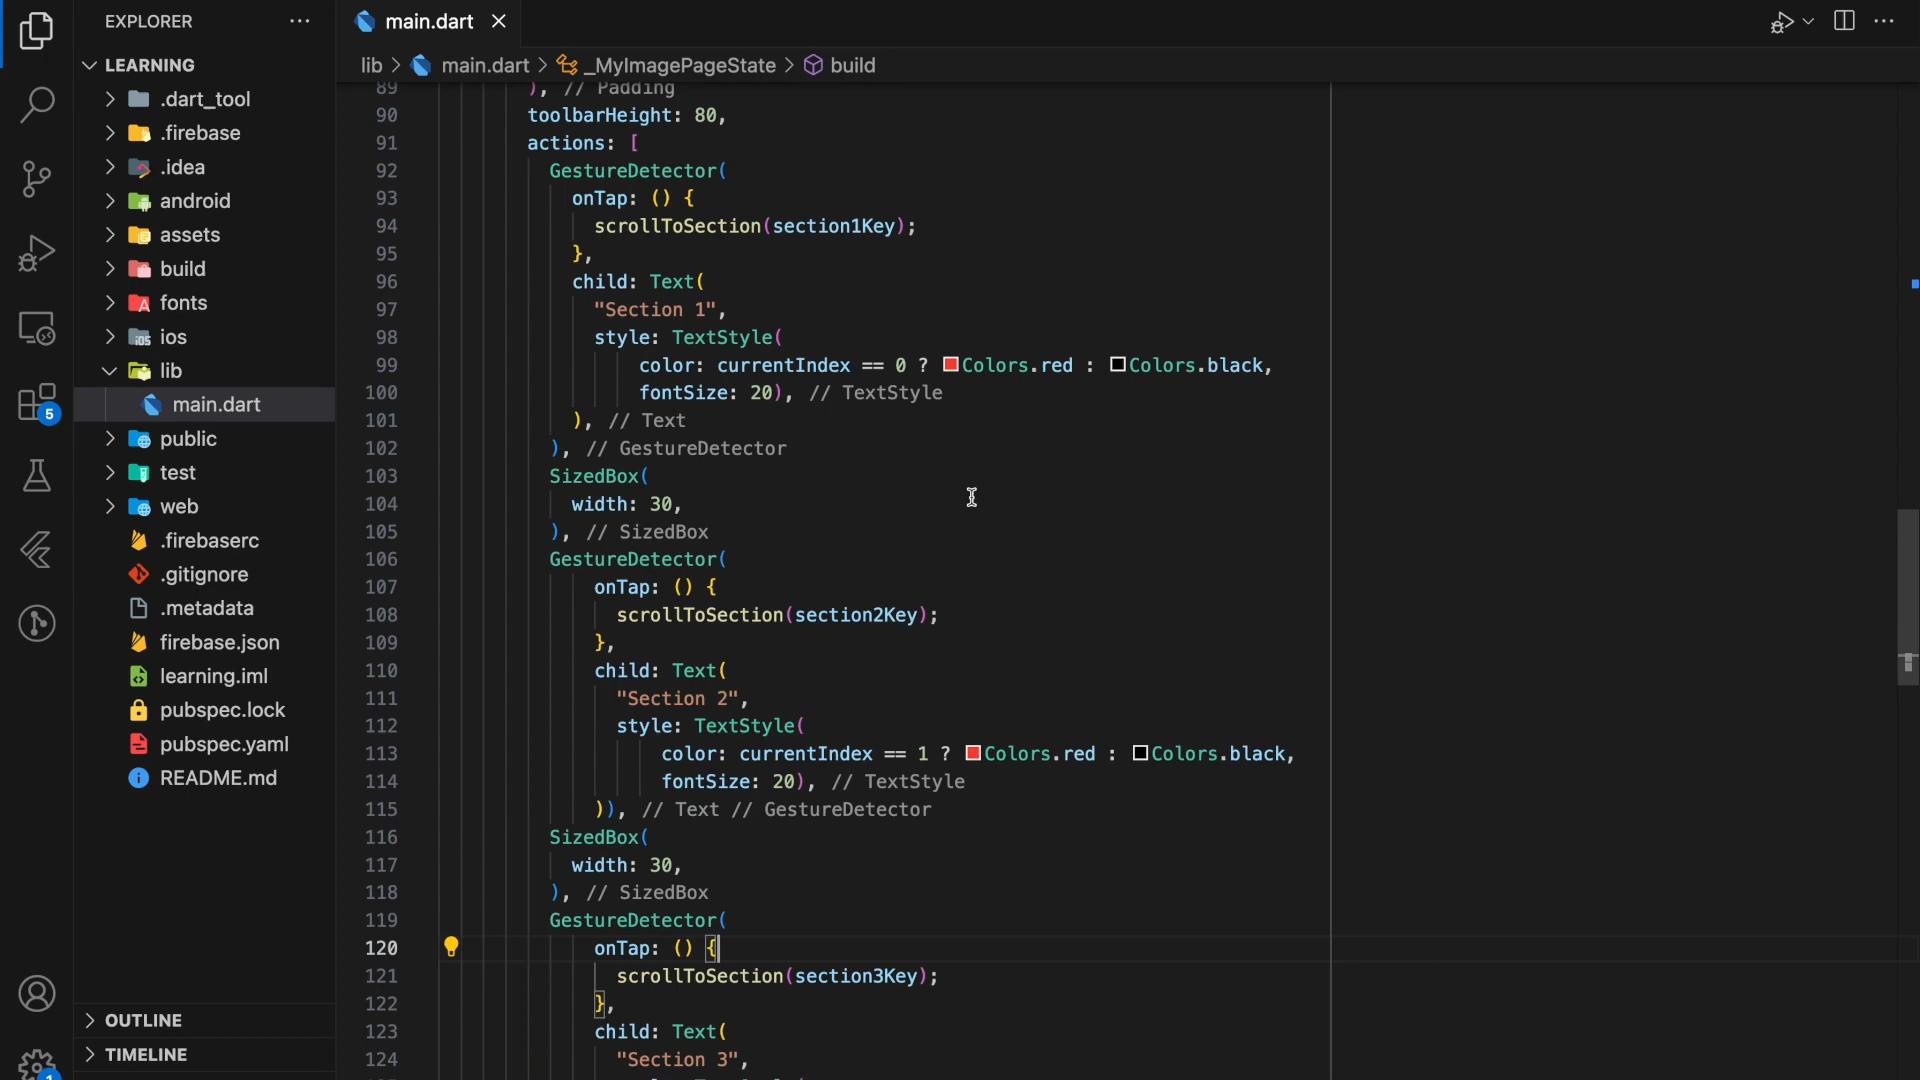 EXPLORER
LEARNING
.dart_tool
.firebase
.idea
android
assets
build
fonts
ios
lib
main.dart
public
test
web
.firebaserc
.gitignore
.metadata
firebase.json
learning.iml
pubspec.lock
pubspec.yaml
README.md
OUTLINE
TIMELINE
5
1
main.dart
lib > main.dart > _MyImagePageState > build
89 ), // Padding
90 toolbarHeight: 80,
91 actions: [
92 GestureDetector(
93 onTap: () {
94 scrollToSection(section1Key);
95 },
96 child: Text(
97 "Section 1",
98 style: TextStyle(
99 color: currentIndex == 0 ? Colors.red : Colors.black,
100 fontSize: 20), // TextStyle
101 ), // Text
102 ), // GestureDetector
103 SizedBox(
104 width: 30,
105 ), // SizedBox
106 GestureDetector(
107 onTap: () {
108 scrollToSection(section2Key);
109 },
110 child: Text(
111 "Section 2",
112 style: TextStyle(
113 color: currentIndex == 1 ? Colors.red : Colors.black,
114 fontSize: 20), // TextStyle
115 )), // Text // GestureDetector
116 SizedBox(
117 width: 30,
118 ), // SizedBox
119 GestureDetector(
120 onTap: () {
121 scrollToSection(section3Key);
122 },
123 child: Text(
124 "Section 3",